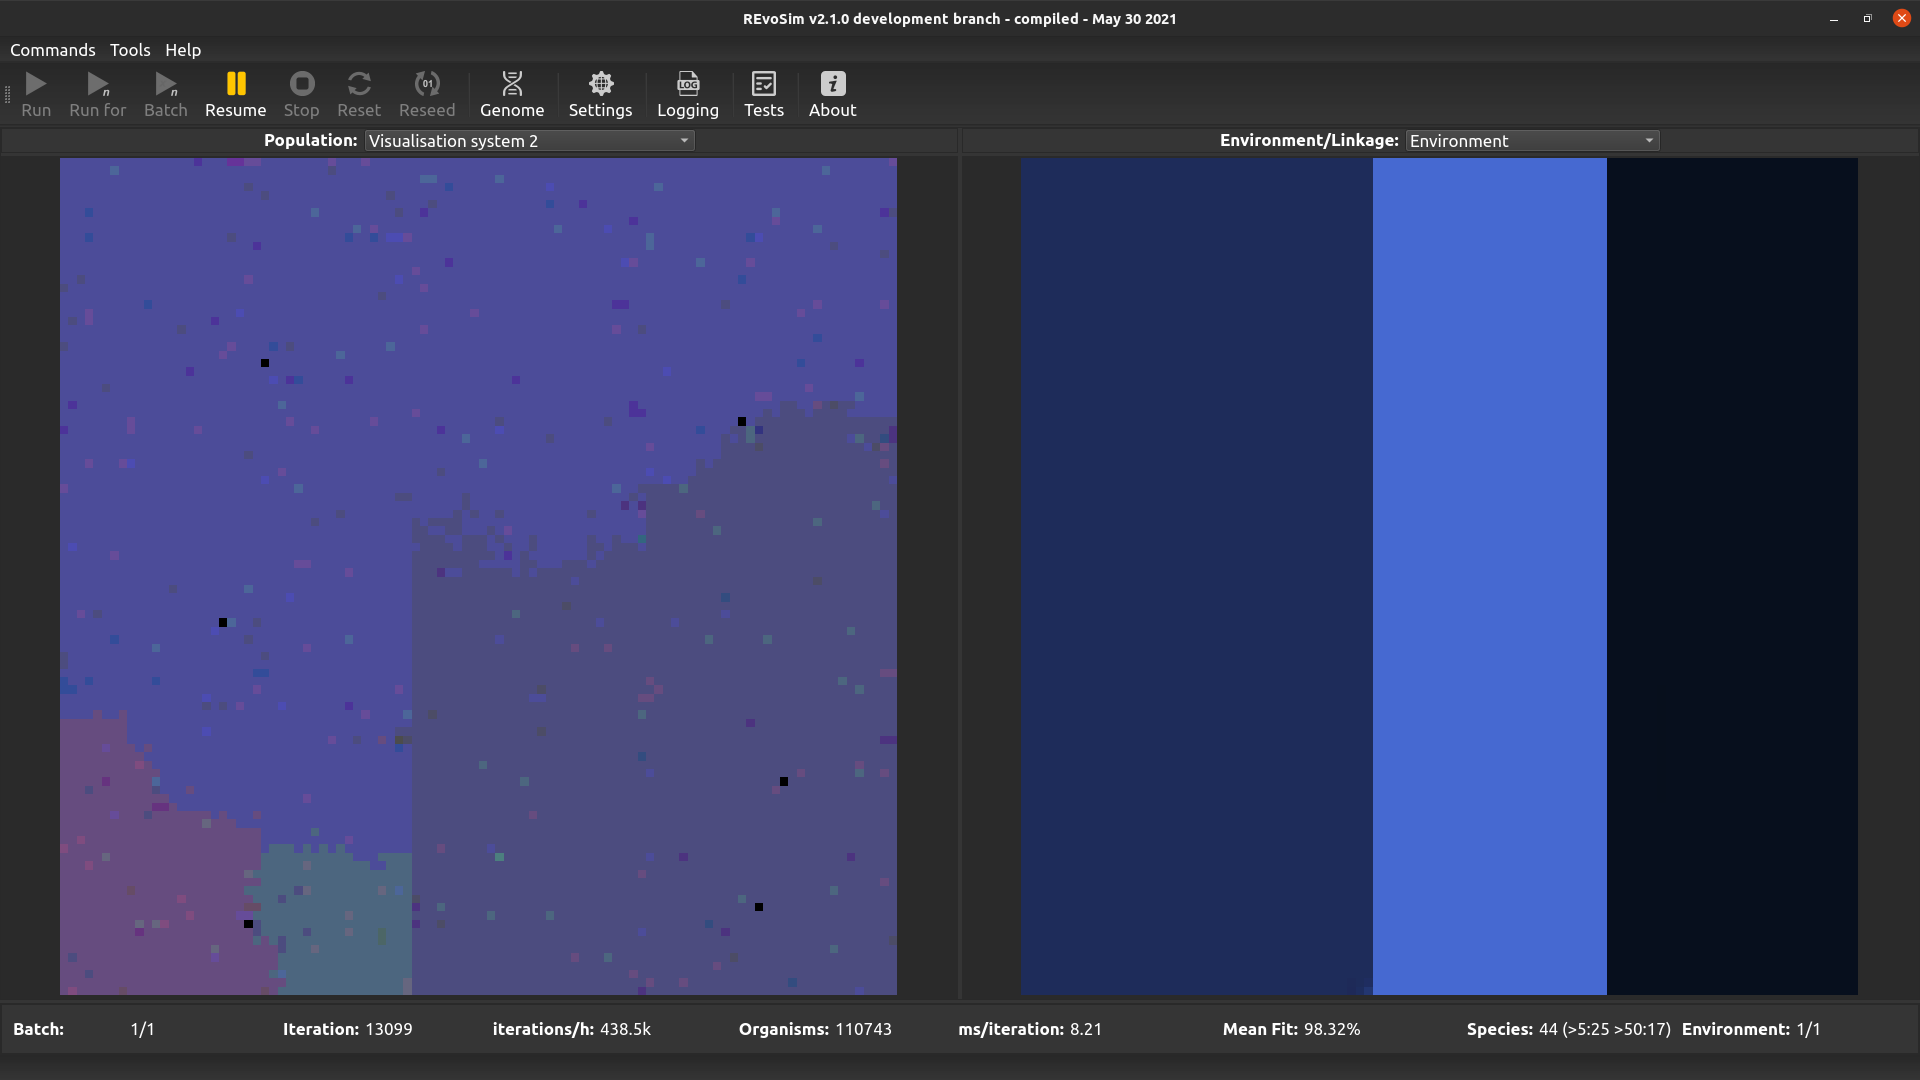 REvoSim v2.1.0 development branch - compiled - May 30 2021
Commands Tools Help
n n 01 LOG i
Run Run for Batch Resume Stop Reset Reseed Genome Settings Logging Tests About
Population: Visualisation system 2 Environment/Linkage: Environment
Batch: 1/1 Iteration: 13099 iterations/h: 438.5k Organisms: 110743 ms/iteration: 8.21 Mean Fit: 98.32% Species: 44 (>5:25 >50:17) Environment: 1/1